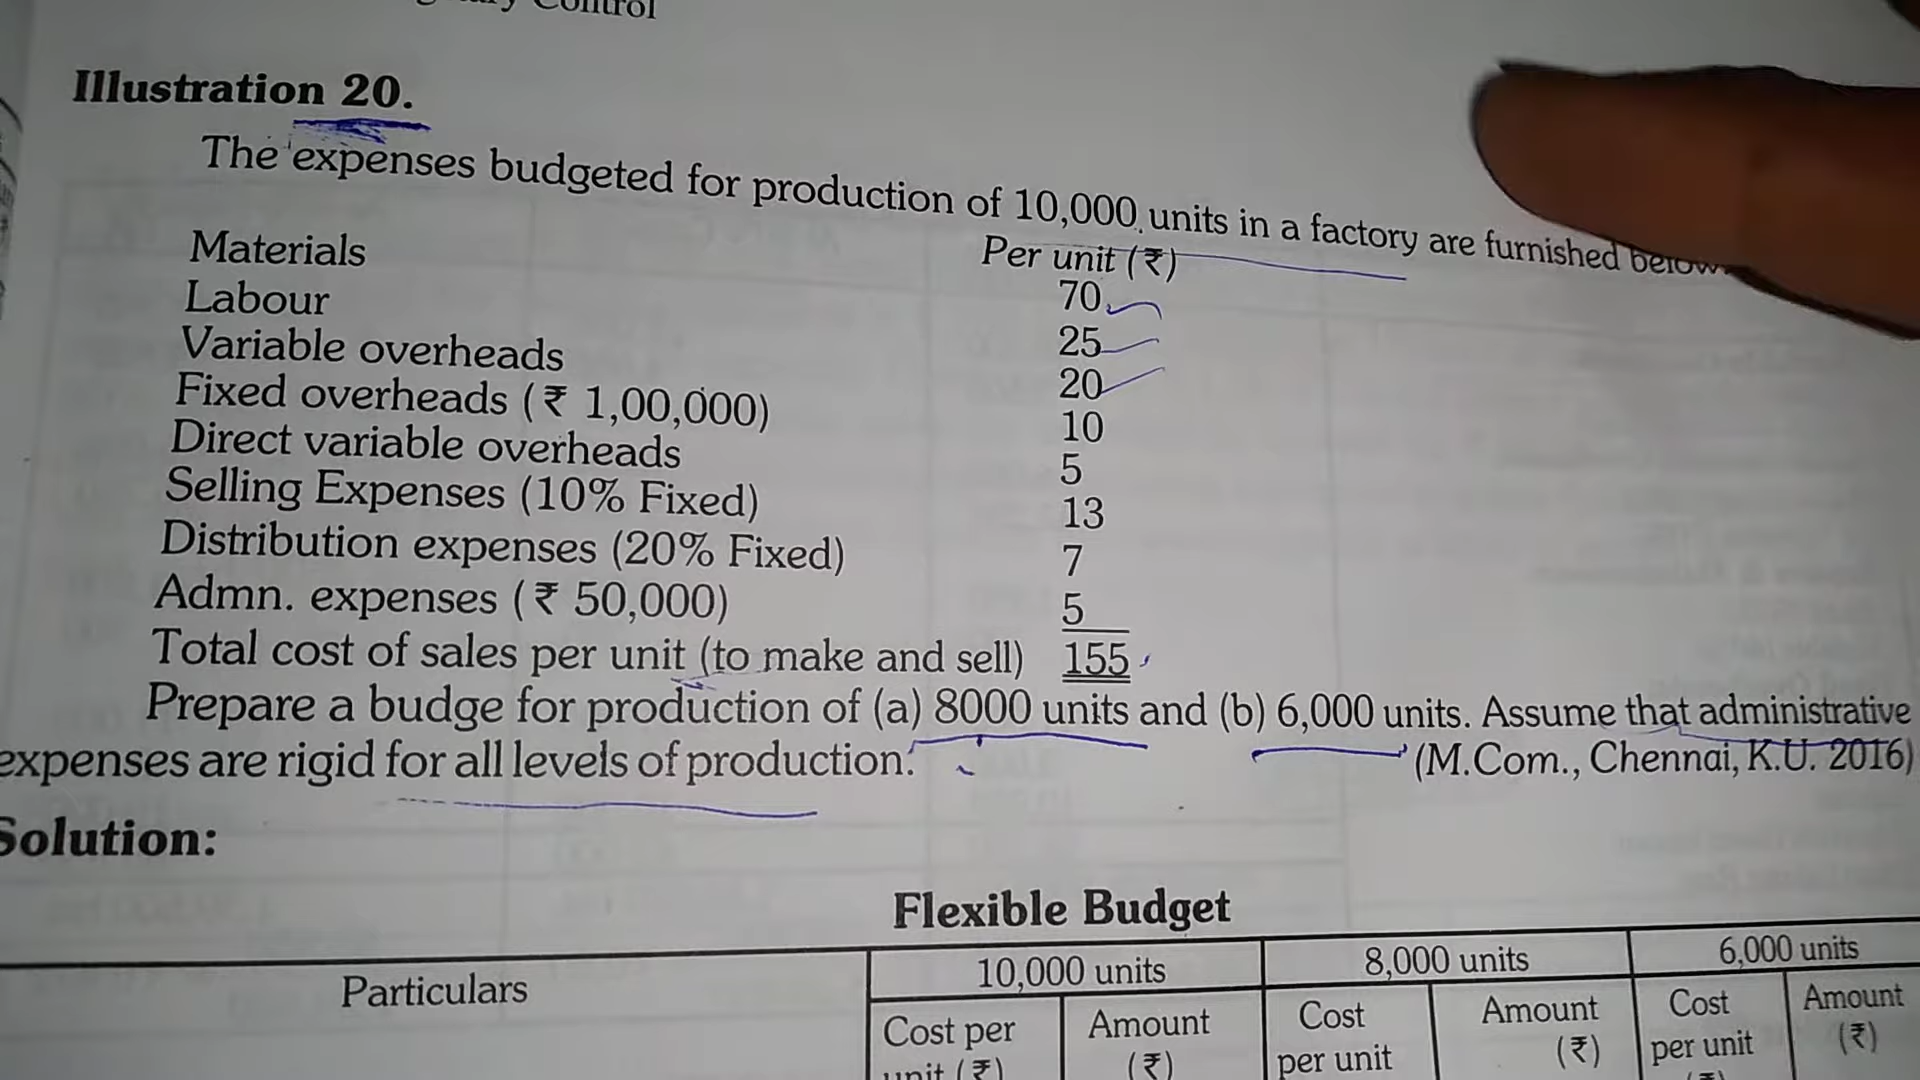 Control
Illustration 20.
The expenses budgeted for production of 10,000 units in a factory are furnished below
Per unit (₹)
Materials 70
Labour 25
Variable overheads 20
Fixed overheads (₹ 1,00,000) 10
Direct variable overheads 5
Selling Expenses (10% Fixed) 13
Distribution expenses (20% Fixed) 7
Admn. expenses (₹ 50,000) 5
Total cost of sales per unit (to make and sell) 155
Prepare a budge for production of (a) 8000 units and (b) 6,000 units. Assume that administrative
expenses are rigid for all levels of production.
(M.Com., Chennai, K.U. 2016)
Solution:
Flexible Budget
Particulars 10,000 units 8,000 units 6,000 units
Cost per unit (₹) Amount (₹) Cost per unit Amount (₹) Cost per unit (₹) Amount (₹)